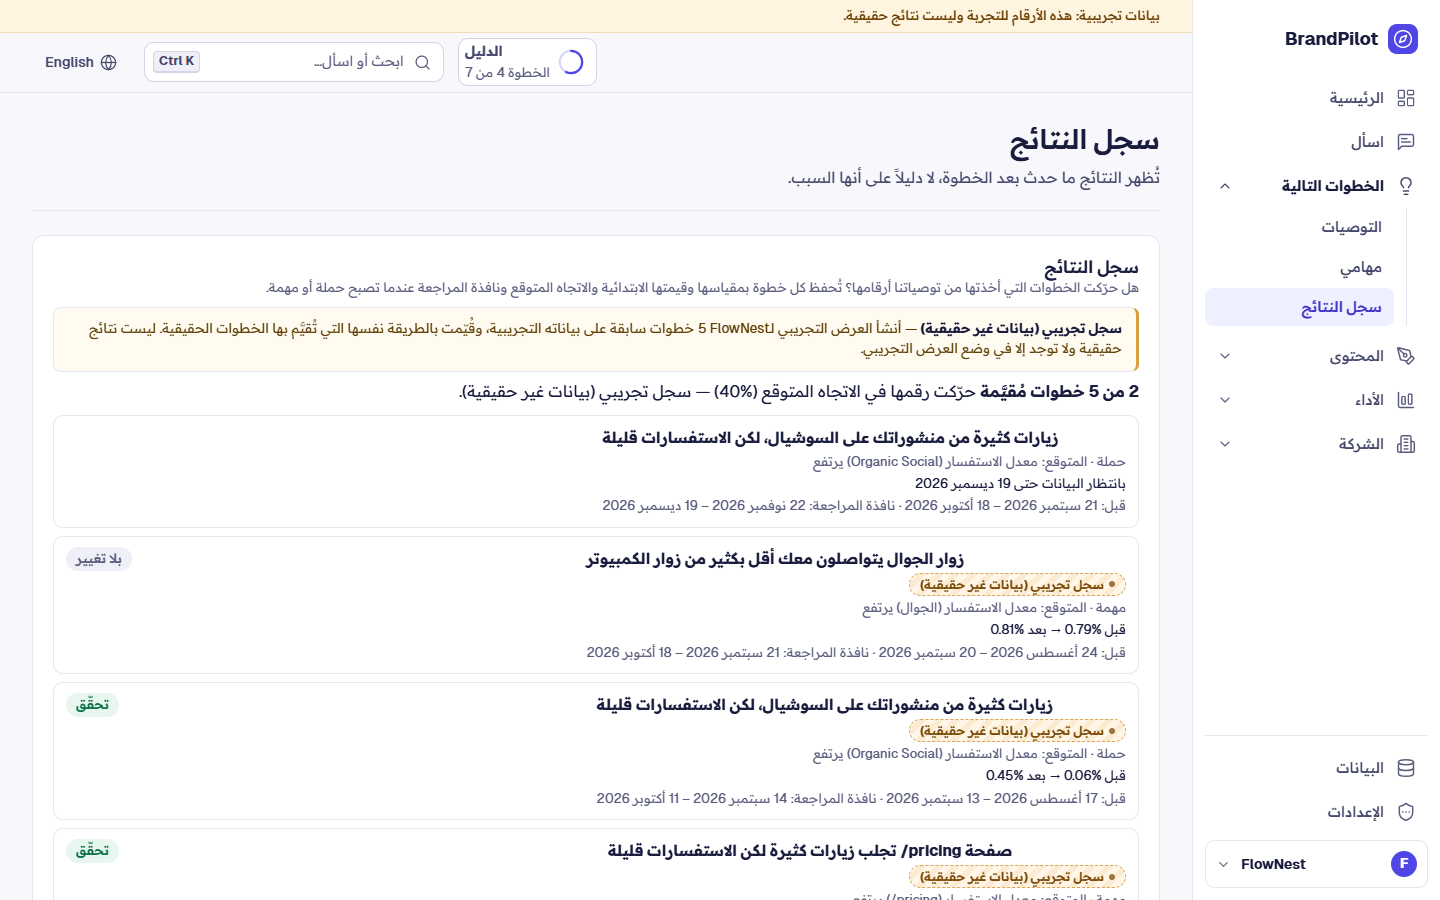 بيانات تجريبية: هذه الأرقام للتجربة وليست نتائج حقيقية.
BrandPilot
الرئيسية
اسأل
الخطوات التالية
التوصيات
مهامي
سجل النتائج
المحتوى
الأداء
الشركة
البيانات
الإعدادات
F FlowNest
الدليل
الخطوة 4 من 7
ابحث أو اسأل...
Ctrl K
English
سجل النتائج
تُظهر النتائج ما حدث بعد الخطوة، لا دليلاً على أنها السبب.
سجل النتائج
هل حرّكت الخطوات التي أخذتها من توصياتنا أرقامها؟ تُحفظ كل خطوة بمقياسها وقيمتها الابتدائية والاتجاه المتوقع ونافذة المراجعة عندما تصبح حملة أو مهمة.
سجل تجريبي (بيانات غير حقيقية) — أنشأ العرض التجريبي لـFlowNest 5 خطوات سابقة على بياناته التجريبية، وقُيّمت بالطريقة نفسها التي تُقيَّم بها الخطوات الحقيقية. ليست نتائج
حقيقية ولا توجد إلا في وضع العرض التجريبي.
2 من 5 خطوات مُقيَّمة حرّكت رقمها في الاتجاه المتوقع (40%) — سجل تجريبي (بيانات غير حقيقية).
زيارات كثيرة من منشوراتك على السوشيال، لكن الاستفسارات قليلة
حملة · المتوقع: معدل الاستفسار (Organic Social) يرتفع
بانتظار البيانات حتى 19 ديسمبر 2026
قبل: 21 سبتمبر 2026 – 18 أكتوبر 2026 · نافذة المراجعة: 22 نوفمبر 2026 – 19 ديسمبر 2026
زوار الجوال يتواصلون معك أقل بكثير من زوار الكمبيوتر
بلا تغيير
سجل تجريبي (بيانات غير حقيقية)
مهمة · المتوقع: معدل الاستفسار (الجوال) يرتفع
قبل 0.79% → بعد 0.81%
قبل: 24 أغسطس 2026 – 20 سبتمبر 2026 · نافذة المراجعة: 21 سبتمبر 2026 – 18 أكتوبر 2026
زيارات كثيرة من منشوراتك على السوشيال، لكن الاستفسارات قليلة
تحقّق
سجل تجريبي (بيانات غير حقيقية)
حملة · المتوقع: معدل الاستفسار (Organic Social) يرتفع
قبل 0.06% → بعد 0.45%
قبل: 17 أغسطس 2026 – 13 سبتمبر 2026 · نافذة المراجعة: 14 سبتمبر 2026 – 11 أكتوبر 2026
صفحة /pricing تجلب زيارات كثيرة لكن الاستفسارات قليلة
تحقّق
سجل تجريبي (بيانات غير حقيقية)
مهمة · المتوقع: معدل الاستفسار (/pricing) يرتفع